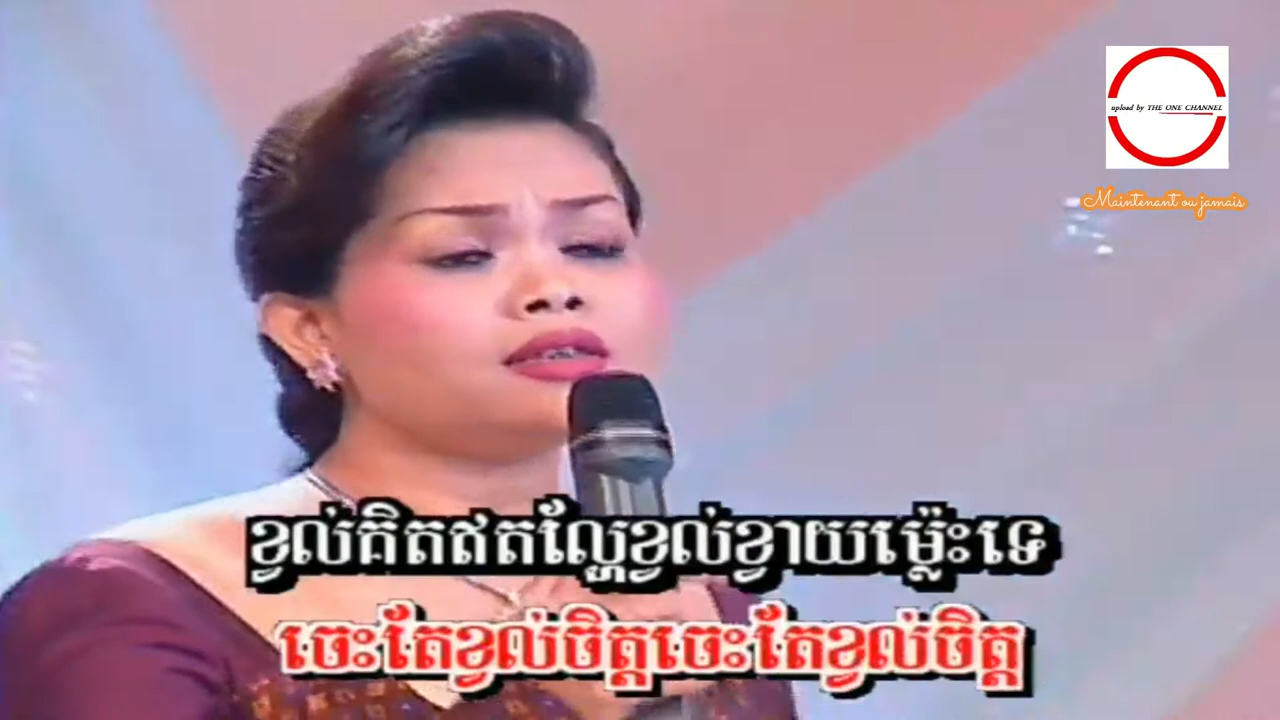 upload by THE ONE CHANNEL
Maintenant ou jamais
ខ្វល់គិតឥតល្ហែខ្វល់ខ្វាយម្ល៉េះទេ
ចេះតែខ្វល់ចិត្តចេះតែខ្វល់ចិត្ត